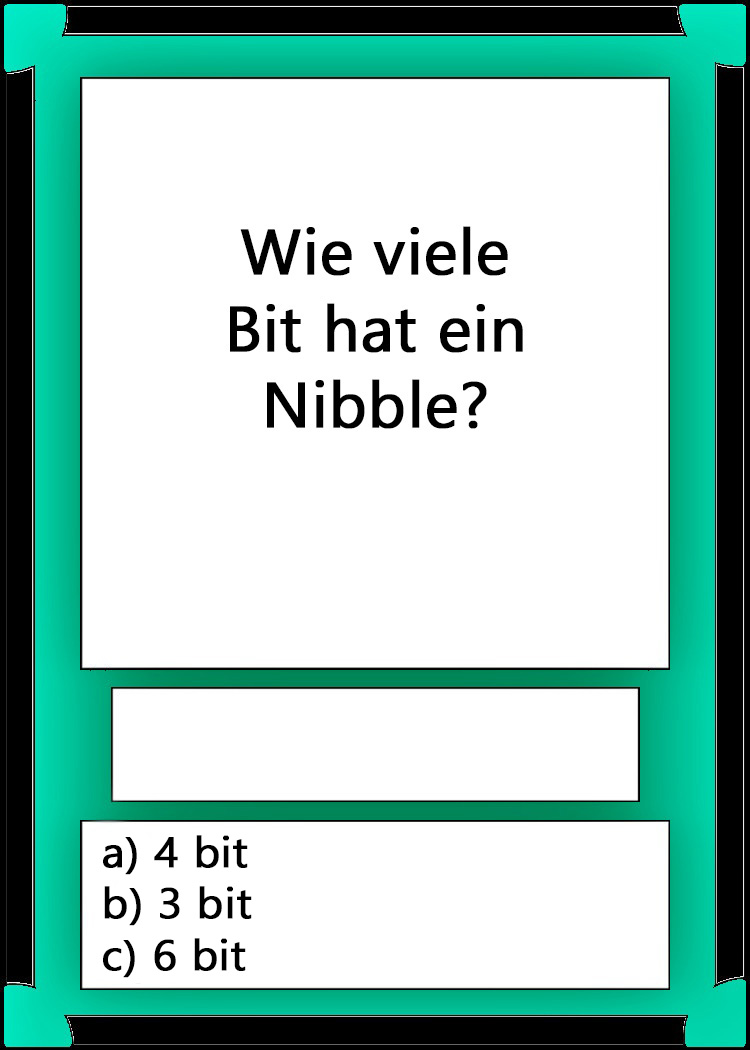 Wie viele
Bit hat ein
Nibble?
a) 4 bit
b) 3 bit
c) 6 bit